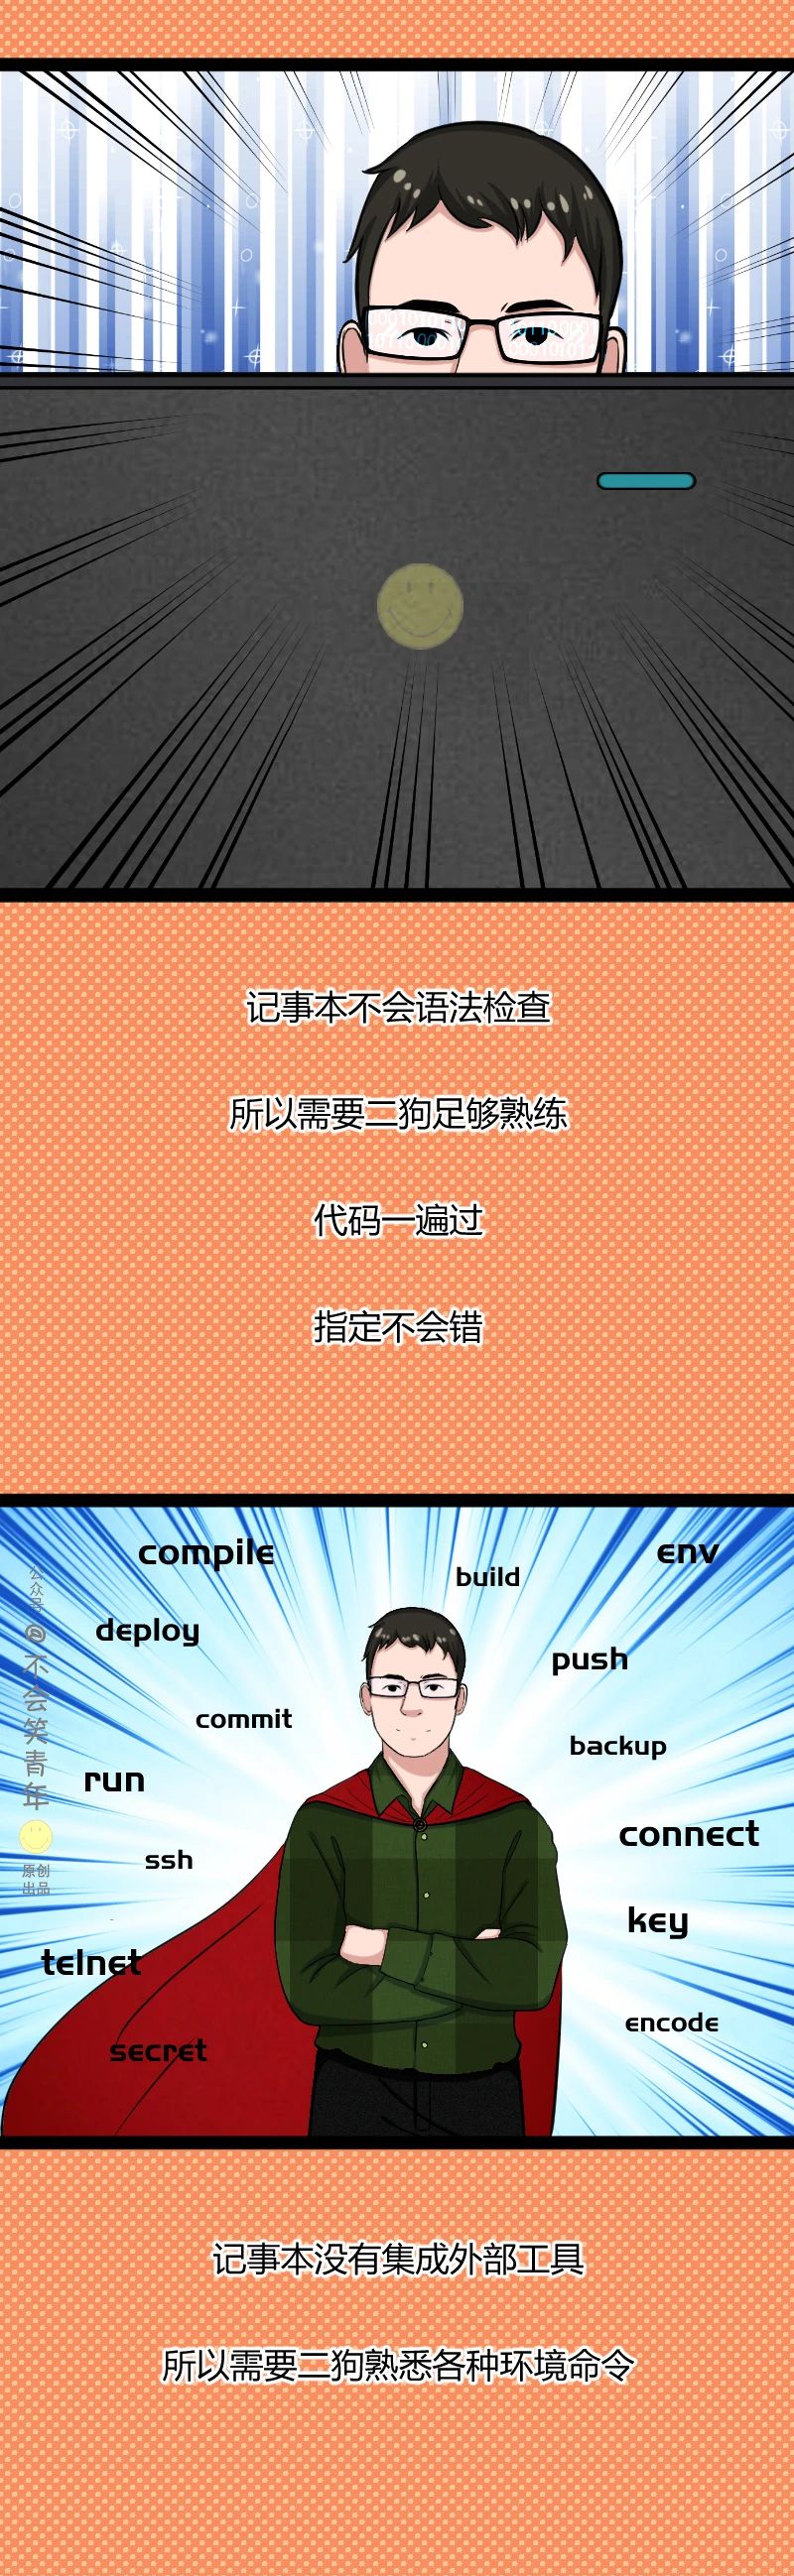 记事本不会语法检查
所以需要二狗足够熟练
代码一遍过
指定不会错
compile
env
build
deploy
push
commit
backup
run
connect
ssh
key
telnet
encode
secret
公众号@不会笑青年
原创
出品
记事本没有集成外部工具
所以需要二狗熟悉各种环境命令